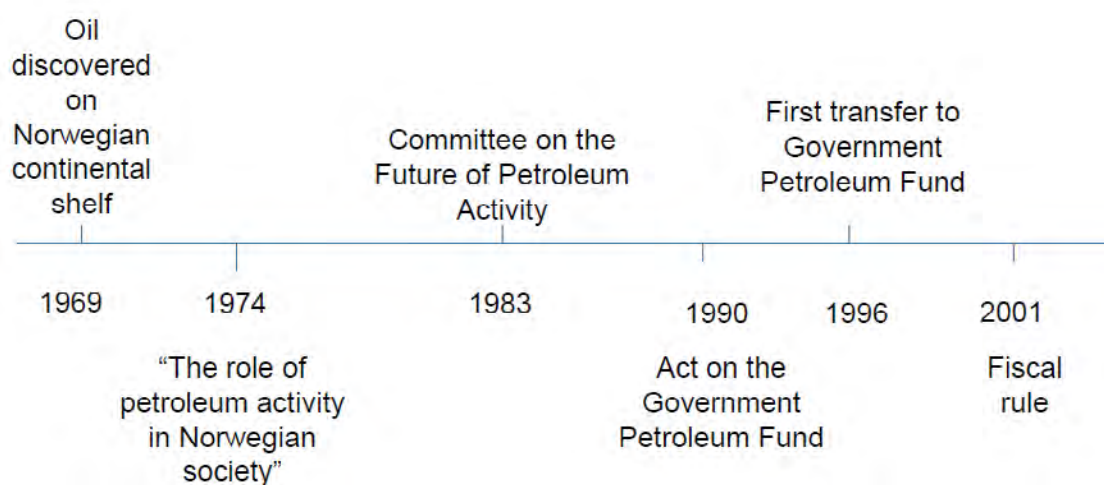 Oil
discovered
on
Norwegian
continental
shelf
Committee on the
Future of Petroleum
Activity
First transfer to
Government
Petroleum Fund
1969
1974
1983
1990
1996
2001
“The role of
petroleum activity
in Norwegian
society”
Act on the
Government
Petroleum Fund
Fiscal
rule